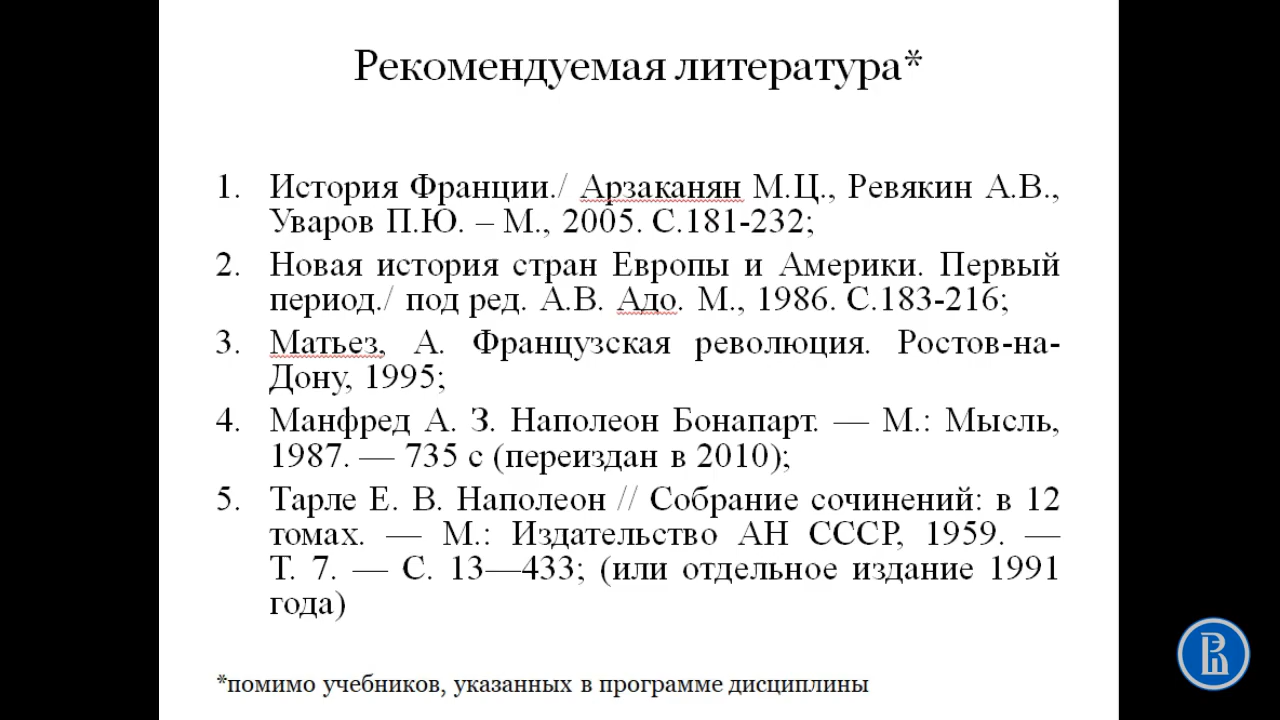 Рекомендуемая литература*
1. История Франции./ Арзаканян М.Ц., Ревякин А.В.,
Уваров П.Ю. – М., 2005. С.181-232;
2. Новая история стран Европы и Америки. Первый
период./ под ред. А.В. Адо. М., 1986. С.183-216;
3. Матьез, А. Французская революция. Ростов-на-
Дону, 1995;
4. Манфред А. З. Наполеон Бонапарт. — М.: Мысль,
1987. — 735 с (переиздан в 2010);
5. Тарле Е. В. Наполеон // Собрание сочинений: в 12
томах. — М.: Издательство АН СССР, 1959. —
Т. 7. — С. 13—433; (или отдельное издание 1991
года)
*помимо учебников, указанных в программе дисциплины